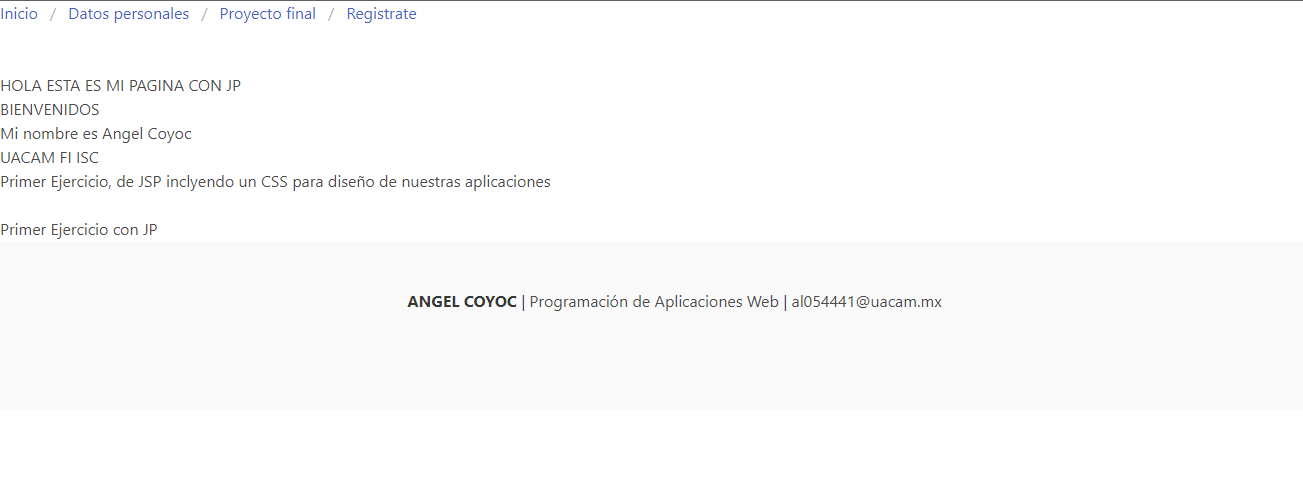 Inicio / Datos personales / Proyecto final / Registrate
HOLA ESTA ES MI PAGINA CON JP
BIENVENIDOS
Mi nombre es Angel Coyoc
UACAM FI ISC
Primer Ejercicio, de JSP inclyendo un CSS para diseño de nuestras aplicaciones
Primer Ejercicio con JP
ANGEL COYOC | Programación de Aplicaciones Web | al054441@uacam.mx